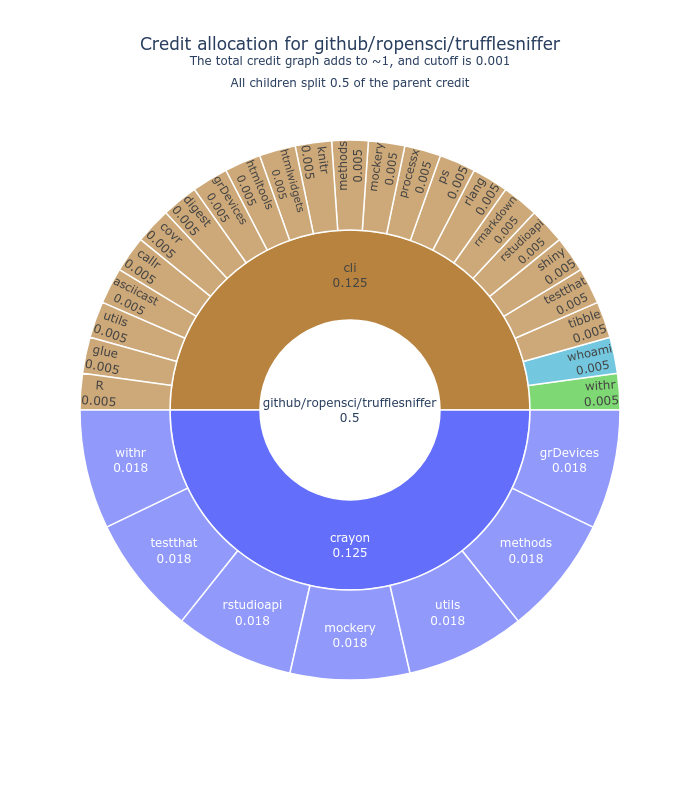 Credit allocation for github/ropensci/trufflesniffer
The total credit graph adds to ~1, and cutoff is 0.001
All children split 0.5 of the parent credit
github/ropensci/trufflesniffer
0.5
cli
0.125
R
0.005
glue
0.005
utils
0.005
asciicast
0.005
callr
0.005
covr
0.005
digest
0.005
grDevices
0.005
htmltools
0.005
htmlwidgets
0.005
knitr
0.005
methods
0.005
mockery
0.005
processx
0.005
ps
0.005
rlang
0.005
rmarkdown
0.005
rstudioapi
0.005
shiny
0.005
testthat
0.005
tibble
0.005
whoami
0.005
withr
0.005
crayon
0.125
withr
0.018
testthat
0.018
rstudioapi
0.018
mockery
0.018
utils
0.018
methods
0.018
grDevices
0.018